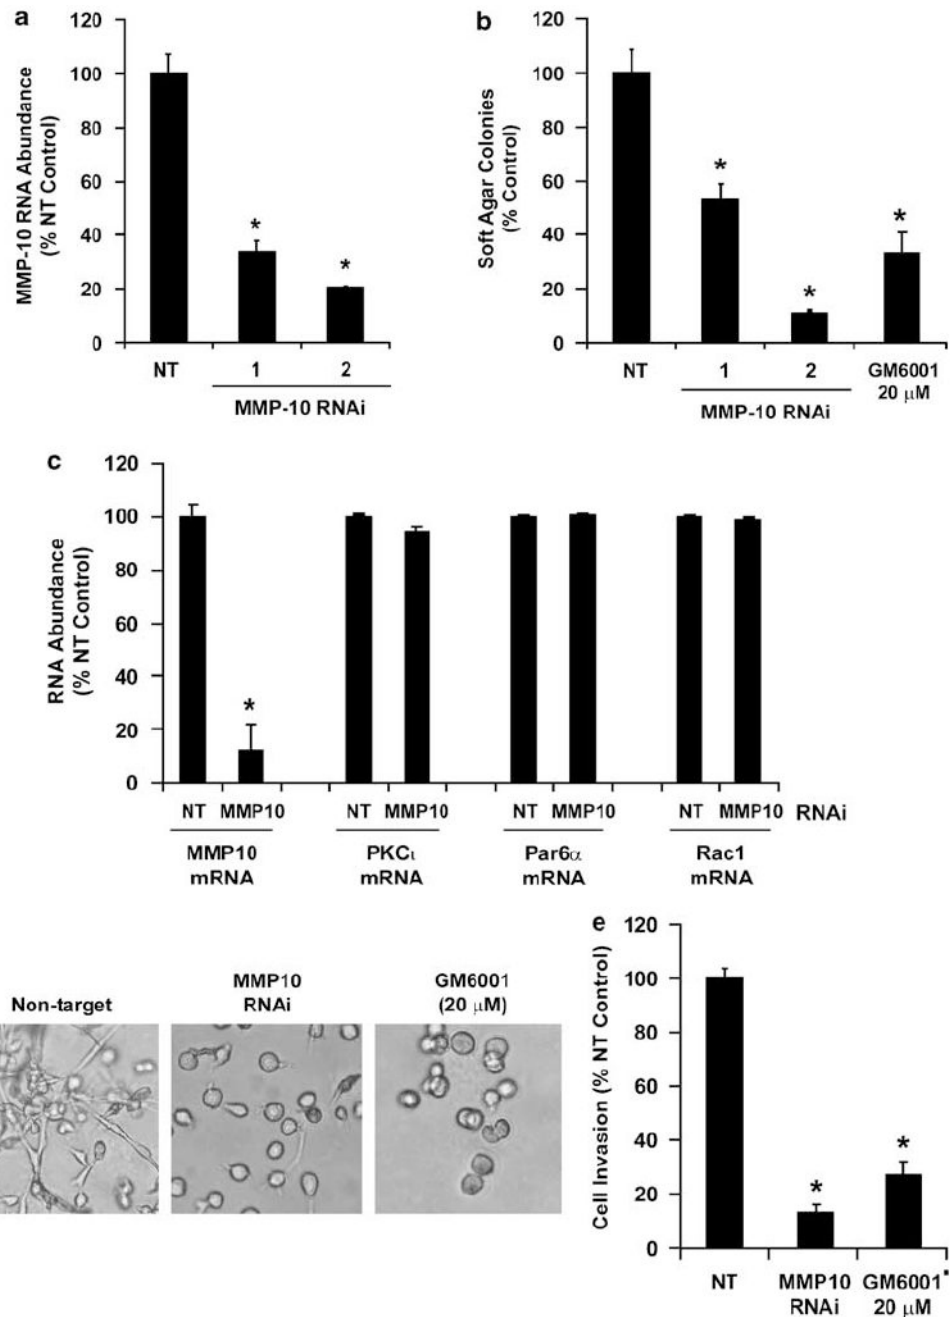 a
120
100
80
60
40
20
0
MMP-10 RNA Abundance
(% NT Control)
*
*
NT
1
2
MMP-10 RNAi
b
120
100
80
60
40
20
0
Soft Agar Colonies
(% Control)
*
*
*
NT
1
2
GM6001
20 μM
MMP-10 RNAi
c
120
100
80
60
40
20
0
RNA Abundance
(% NT Control)
*
NT MMP10 NT MMP10 NT MMP10 NT MMP10 RNAi
MMP10
mRNA
PKCι
mRNA
Par6α
mRNA
Rac1
mRNA
Non-target
MMP10
RNAi
GM6001
(20 μM)
e
120
100
80
60
40
20
0
Cell Invasion (% NT Control)
*
*
NT
MMP10
RNAi
GM6001
20 μM